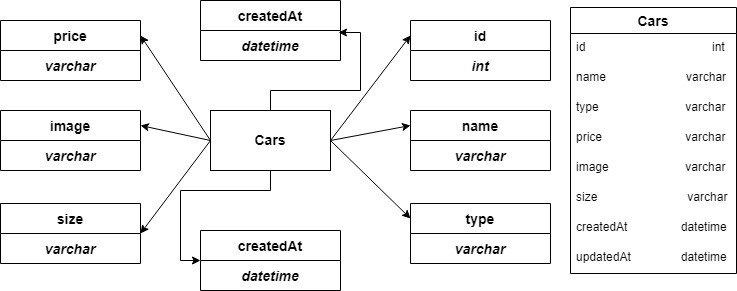 createdAt
datetime
price
varchar
id
int
image
varchar
Cars
name
varchar
size
varchar
createdAt
datetime
type
varchar
Cars
id int
name varchar
type varchar
price varchar
image varchar
size varchar
createdAt datetime
updatedAt datetime